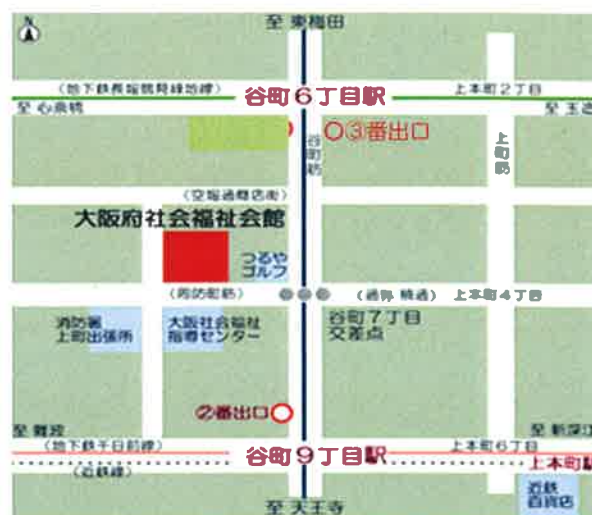 N
至 東梅田
(地下鉄長堀鶴見緑地線)
谷町6丁目駅
上本町2丁目
至 心斎橋
至 玉造
③番出口
谷町筋
上町筋
(空堀通商店街)
大阪府社会福祉会館
つるや
ゴルフ
(周防町筋)
上本町4丁目
消防署
上町出張所
大阪社会福祉
指導センター
谷町7丁目
交差点
②番出口
至 難波
至 新深江
(地下鉄千日前線)
谷町9丁目駅
上本町6丁目
上本町駅
(近鉄線)
近鉄
百貨店
至 天王寺